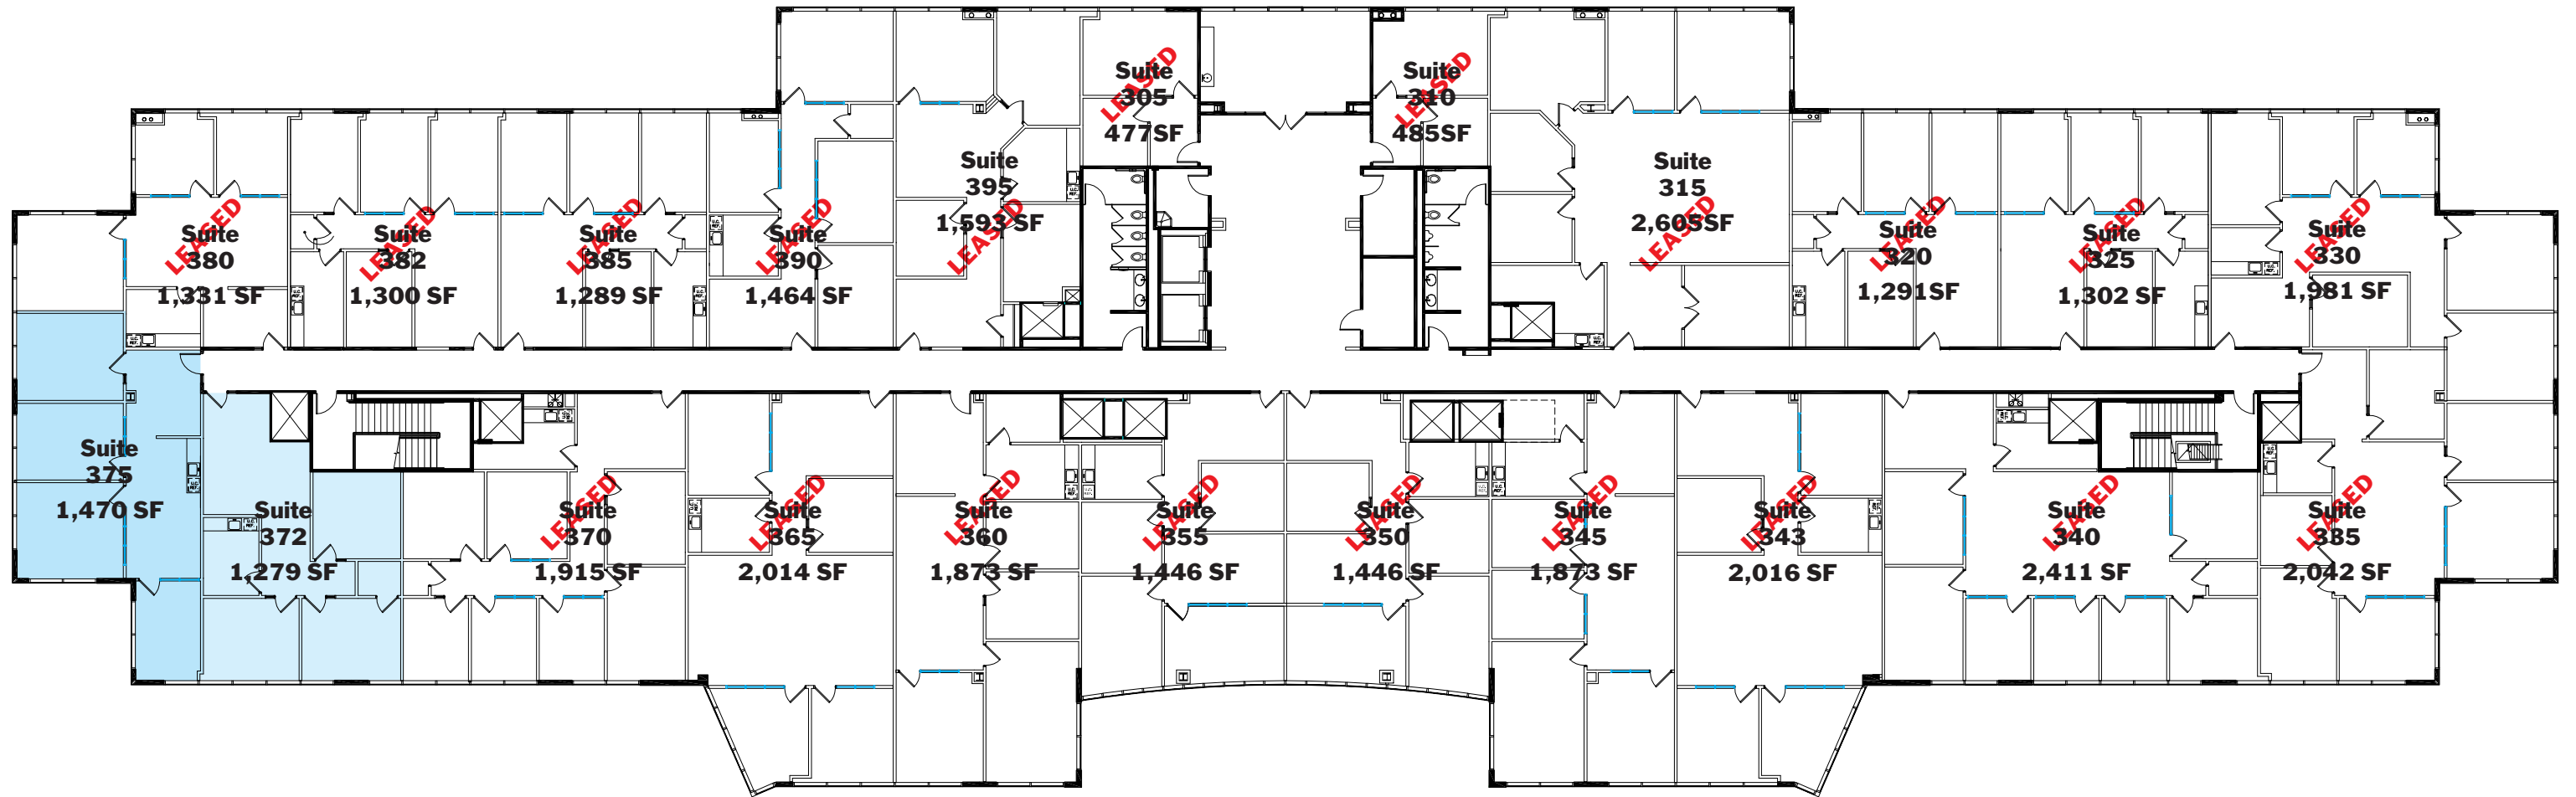 Suite
305
477SF
LEASED
Suite
310
485SF
LEASED
Suite
395
1,593 SF
LEASED
Suite
315
2,605SF
LEASED
Suite
380
1,331 SF
LEASED
Suite
382
1,300 SF
LEASED
Suite
385
1,289 SF
LEASED
Suite
390
1,464 SF
LEASED
Suite
320
1,291SF
LEASED
Suite
325
1,302 SF
LEASED
Suite
330
1,981 SF
LEASED
Suite
375
1,470 SF
Suite
372
1,279 SF
Suite
370
1,915 SF
LEASED
Suite
365
2,014 SF
LEASED
Suite
360
1,873 SF
LEASED
Suite
355
1,446 SF
LEASED
Suite
350
1,446 SF
LEASED
Suite
345
1,873 SF
LEASED
Suite
343
2,016 SF
LEASED
Suite
340
2,411 SF
LEASED
Suite
335
2,042 SF
LEASED